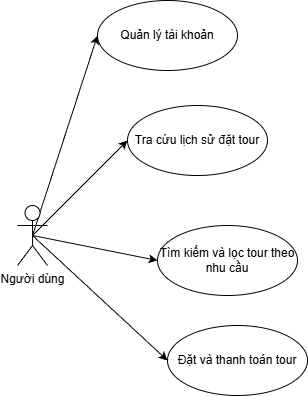 Quản lý tài khoản
Tra cứu lịch sử đặt tour
Người dùng
Tìm kiếm và lọc tour theo
nhu cầu
Đặt và thanh toán tour